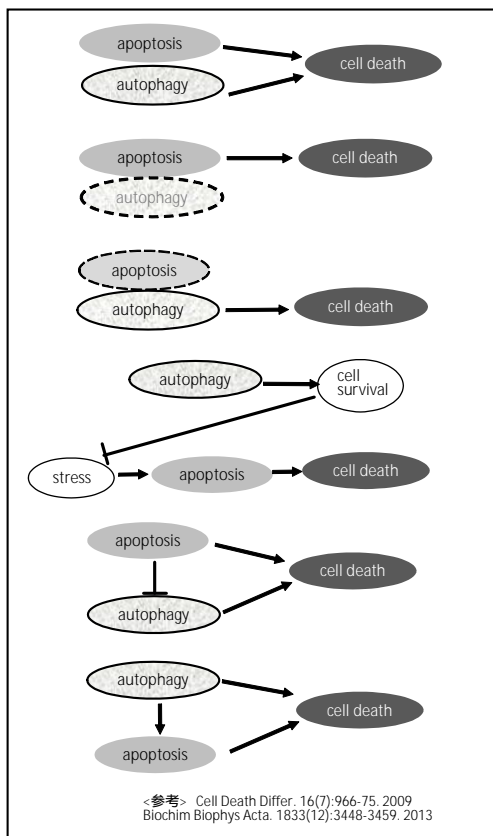 apoptosis
cell death
autophagy
apoptosis
cell death
autophagy
apoptosis
autophagy
cell death
autophagy
cell
survival
stress
apoptosis
cell death
apoptosis
cell death
autophagy
autophagy
cell death
apoptosis
<参考> Cell Death Differ. 16(7):966-75. 2009
Biochim Biophys Acta. 1833(12):3448-3459. 2013